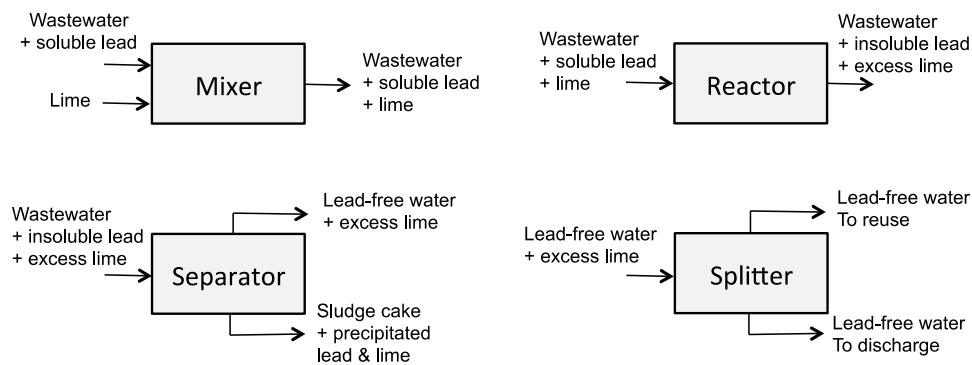 Wastewater
+ soluble lead
Lime
Mixer
Wastewater
+ soluble lead
+ lime
Wastewater
+ soluble lead
+ lime
Reactor
Wastewater
+ insoluble lead
+ excess lime
Wastewater
+ insoluble lead
+ excess lime
Separator
Lead-free water
+ excess lime
Sludge cake
+ precipitated
lead & lime
Lead-free water
+ excess lime
Splitter
Lead-free water
To reuse
Lead-free water
To discharge